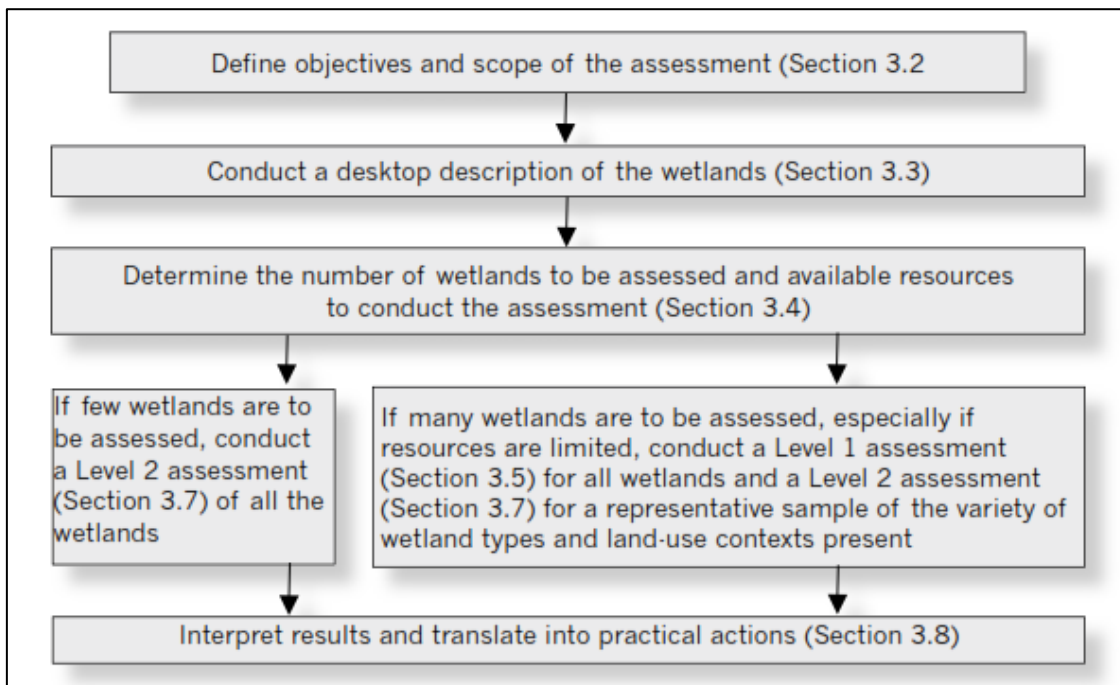 Define objectives and scope of the assessment (Section 3.2
Conduct a desktop description of the wetlands (Section 3.3)
Determine the number of wetlands to be assessed and available resources
to conduct the assessment (Section 3.4)
If few wetlands are to
be assessed, conduct
a Level 2 assessment
(Section 3.7) of all the
wetlands
If many wetlands are to be assessed, especially if
resources are limited, conduct a Level 1 assessment
(Section 3.5) for all wetlands and a Level 2 assessment
(Section 3.7) for a representative sample of the variety of
wetland types and land-use contexts present
Interpret results and translate into practical actions (Section 3.8)